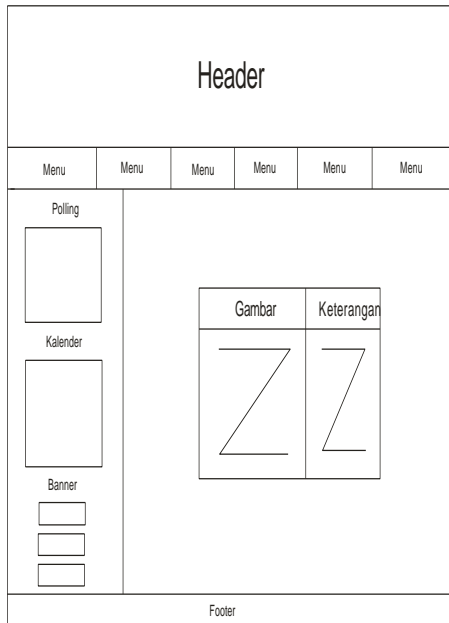 Header
Menu Menu Menu Menu Menu Menu
Polling
Gambar Keterangan
Kalender
Banner
Footer